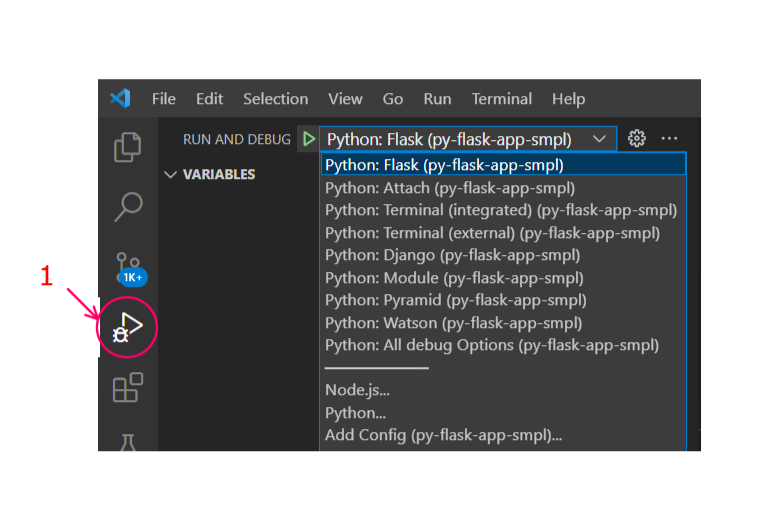 File Edit Selection View Go Run Terminal Help
RUN AND DEBUG Python: Flask (py-flask-app-smpl) ...
VARIABLES
Python: Flask (py-flask-app-smpl)
Python: Attach (py-flask-app-smpl)
Python: Terminal (integrated) (py-flask-app-smpl)
Python: Terminal (external) (py-flask-app-smpl)
Python: Django (py-flask-app-smpl)
Python: Module (py-flask-app-smpl)
Python: Pyramid (py-flask-app-smpl)
Python: Watson (py-flask-app-smpl)
Python: All debug Options (py-flask-app-smpl)
Node.js...
Python...
Add Config (py-flask-app-smpl)...
1K+
1